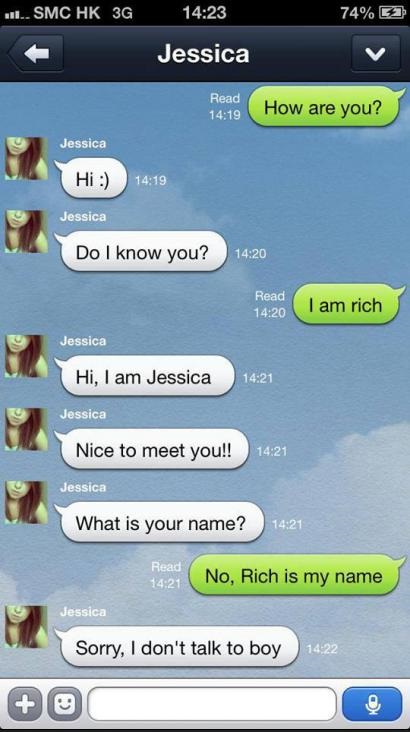 SMC HK 3G 14:23 74%
Jessica
Read
14:19
How are you?
Jessica
Hi :)
14:19
Jessica
Do I know you?
14:20
Read
14:20
I am rich
Jessica
Hi, I am Jessica
14:21
Jessica
Nice to meet you!!
14:21
Jessica
What is your name?
14:21
Read
14:21
No, Rich is my name
Jessica
Sorry, I don't talk to boy
14:22